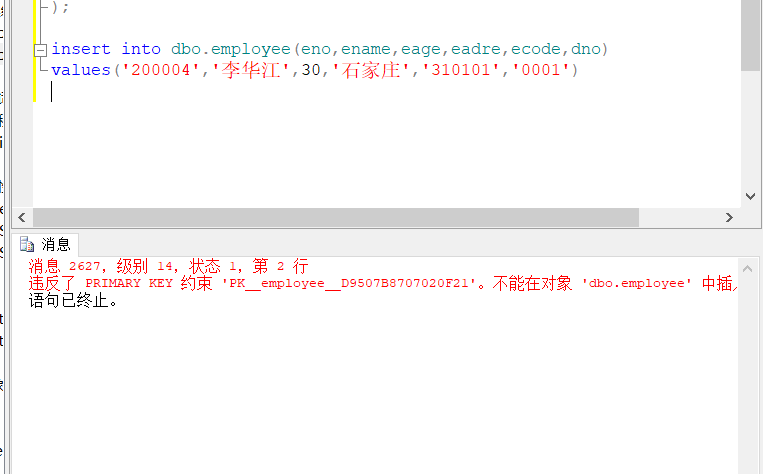 );
insert into dbo.employee(eno,ename,eage,eadre,ecode,dno)
values('200004','李华江',30,'石家庄','310101','0001')
消息
消息 2627，级别 14，状态 1，第 2 行
违反了 PRIMARY KEY 约束 'PK__employee__D9507B8707020F21'。不能在对象 'dbo.employee' 中插
语句已终止。